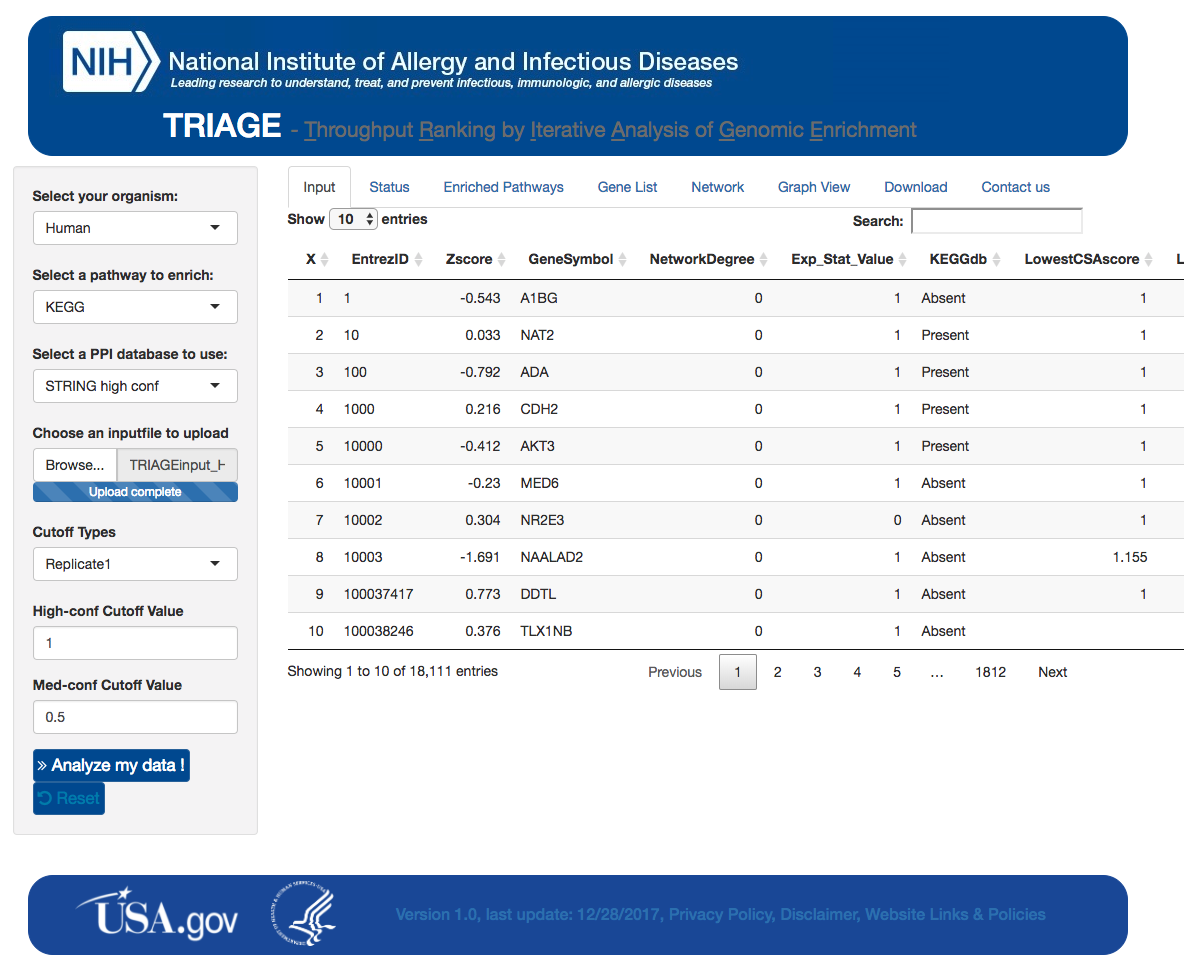 NIH National Institute of Allergy and Infectious Diseases
Leading research to understand, treat, and prevent infectious, immunologic, and allergic diseases
TRIAGE - Throughput Ranking by Iterative Analysis of Genomic Enrichment
Select your organism:
Human
Select a pathway to enrich:
KEGG
Select a PPI database to use:
STRING high conf
Choose an inputfile to upload
Browse... TRIAGEinput_H
Upload complete
Cutoff Types
Replicate1
High-conf Cutoff Value
1
Med-conf Cutoff Value
0.5
» Analyze my data !
Reset
Input Status Enriched Pathways Gene List Network Graph View Download Contact us
Show 10 entries Search:
X EntrezID Zscore GeneSymbol NetworkDegree Exp_Stat_Value KEGGdb LowestCSAscore L
1 1 -0.543 A1BG 0 1 Absent 1
2 10 0.033 NAT2 0 1 Present 1
3 100 -0.792 ADA 0 1 Present 1
4 1000 0.216 CDH2 0 1 Present 1
5 10000 -0.412 AKT3 0 1 Present 1
6 10001 -0.23 MED6 0 1 Absent 1
7 10002 0.304 NR2E3 0 0 Absent 1
8 10003 -1.691 NAALAD2 0 1 Absent 1.155
9 100037417 0.773 DDTL 0 1 Absent 1
10 100038246 0.376 TLX1NB 0 1 Absent
Showing 1 to 10 of 18,111 entries Previous 1 2 3 4 5 … 1812 Next
USA.gov
DEPARTMENT OF HEALTH & HUMAN SERVICES · USA
Version 1.0, last update: 12/28/2017, Privacy Policy, Disclaimer, Website Links & Policies